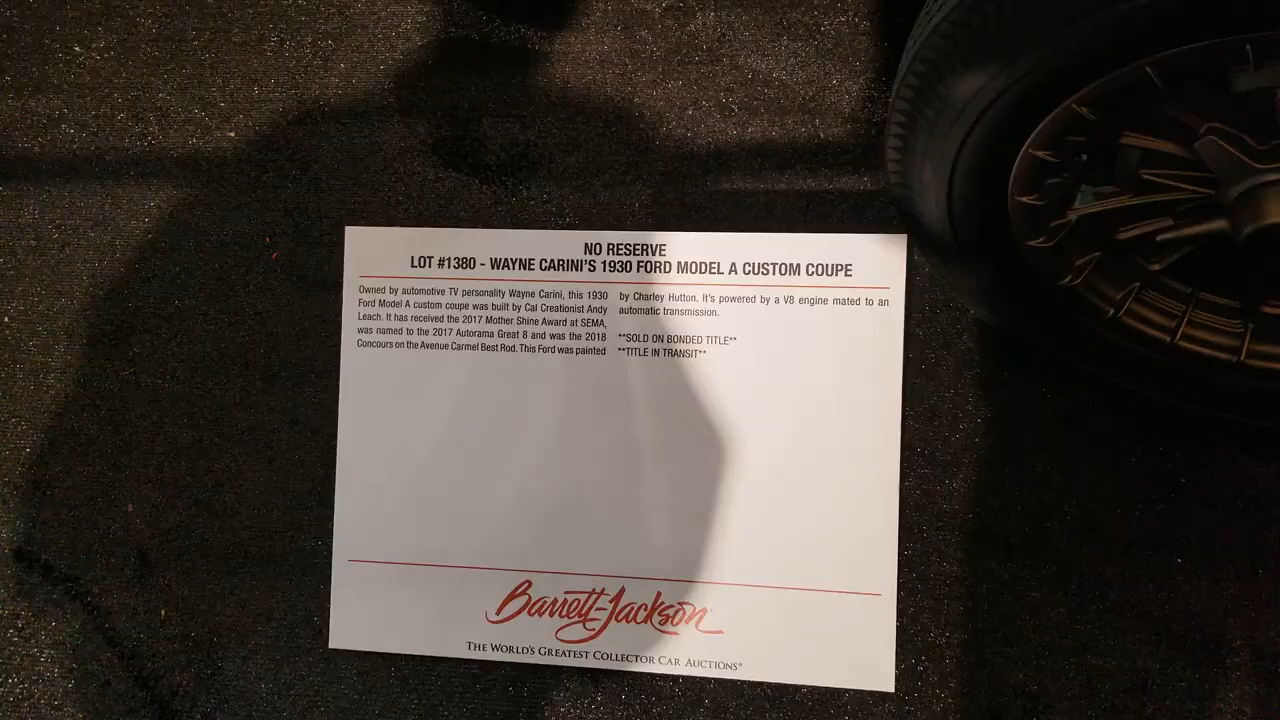 NO RESERVE
LOT #1380 - WAYNE CARINI'S 1930 FORD MODEL A CUSTOM COUPE
Owned by automotive TV personality Wayne Carini, this 1930
Ford Model A custom coupe was built by Cal Creationist Andy
Leach. It has received the 2017 Mother Shine Award at SEMA,
was named to the 2017 Autorama Great 8 and was the 2018
Concours on the Avenue Carmel Best Rod. This Ford was painted
by Charley Hutton. It's powered by a V8 engine mated to an
automatic transmission.
**SOLD ON BONDED TITLE**
**TITLE IN TRANSIT**
Barrett-Jackson
THE WORLD'S GREATEST COLLECTOR CAR AUCTIONS®